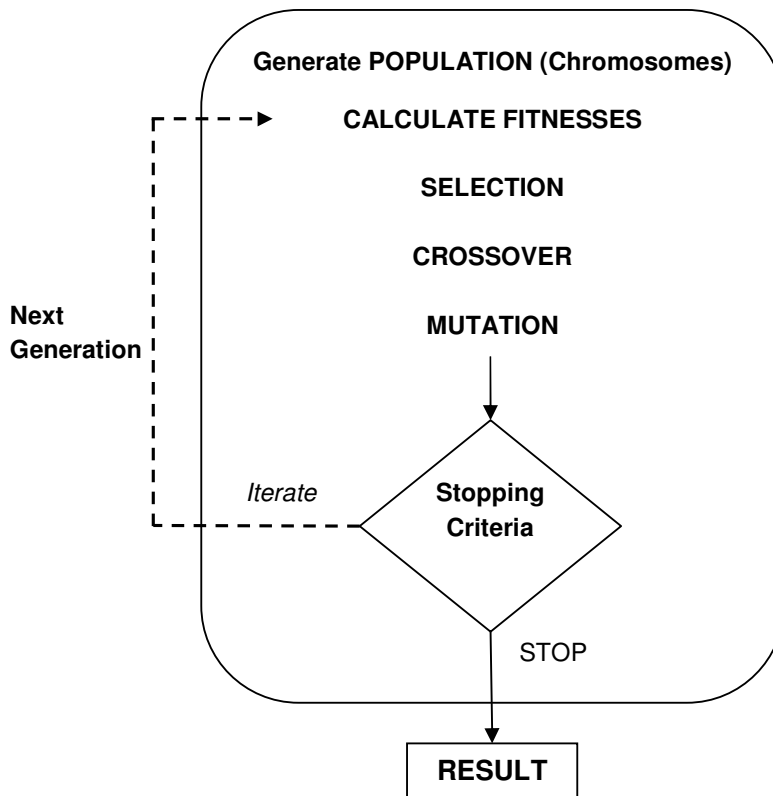 Generate POPULATION (Chromosomes)
CALCULATE FITNESSES
SELECTION
CROSSOVER
MUTATION
Next
Generation
Iterate
Stopping
Criteria
STOP
RESULT